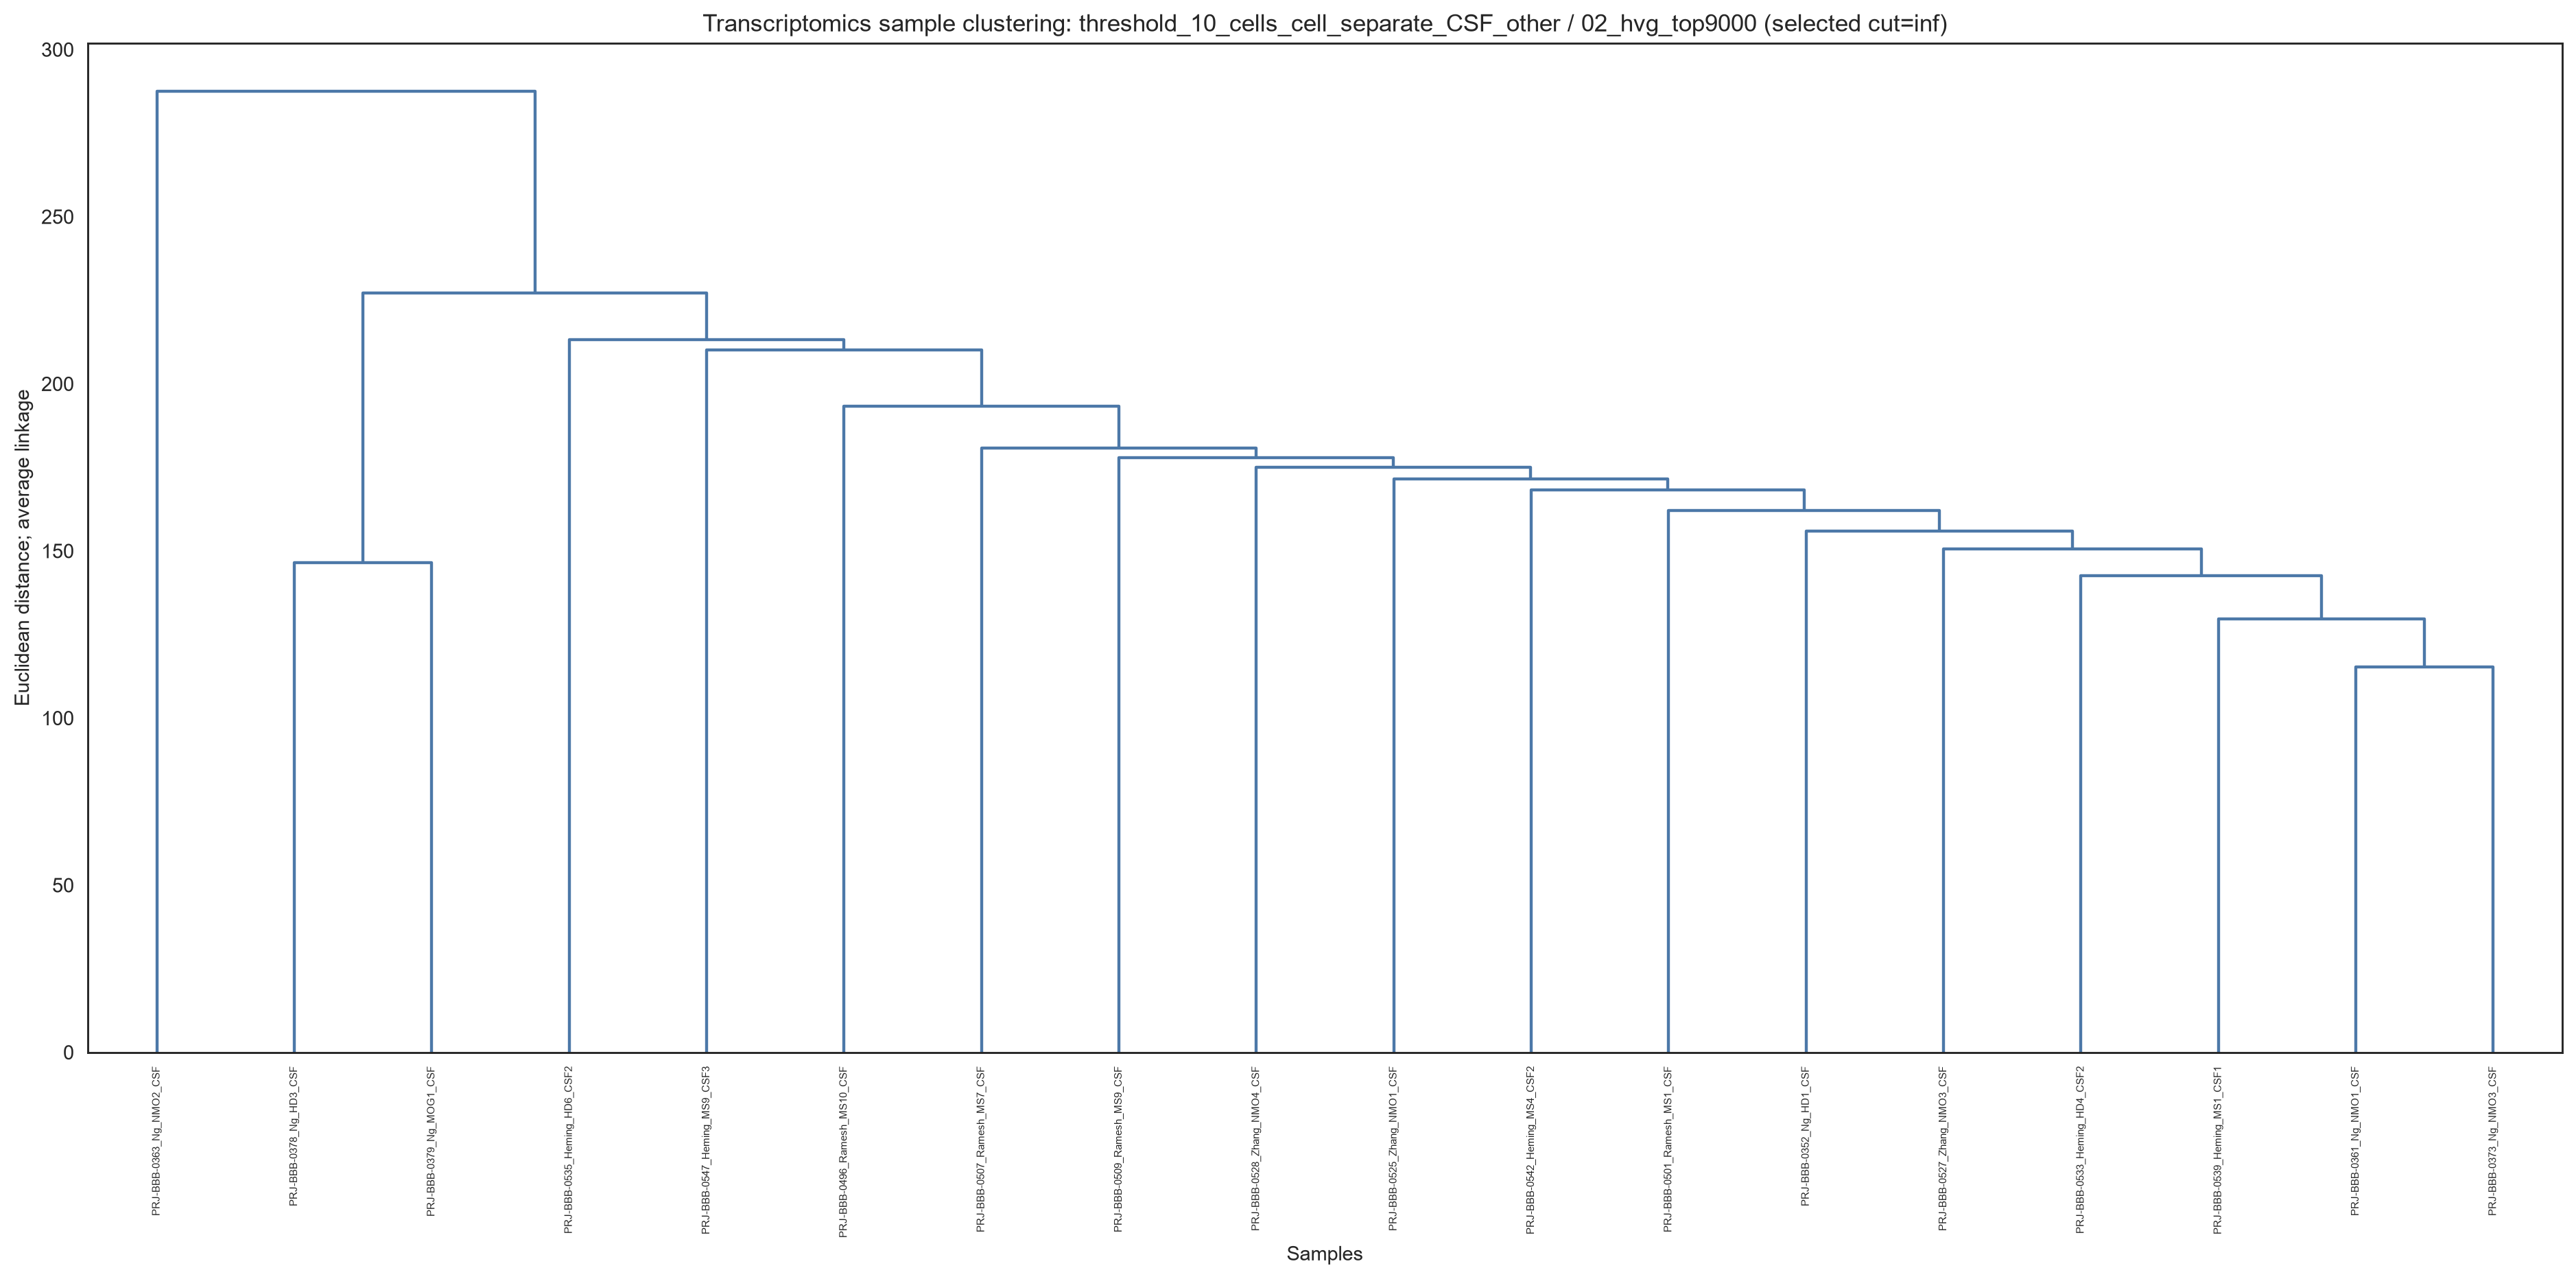 Transcriptomics sample clustering: threshold_10_cells_cell_separate_CSF_other / 02_hvg_top9000 (selected cut=inf)
Euclidean distance; average linkage
300
250
200
150
100
50
0
PRJ-BBB-0363_Ng_NMO2_CSF
PRJ-BBB-0378_Ng_HD3_CSF
PRJ-BBB-0379_Ng_MOG1_CSF
PRJ-BBB-0535_Heming_HD6_CSF2
PRJ-BBB-0547_Heming_MS9_CSF3
PRJ-BBB-0496_Ramesh_MS10_CSF
PRJ-BBB-0507_Ramesh_MS7_CSF
PRJ-BBB-0509_Ramesh_MS9_CSF
PRJ-BBB-0528_Zhang_NMO4_CSF
PRJ-BBB-0525_Zhang_NMO1_CSF
PRJ-BBB-0542_Heming_MS4_CSF2
PRJ-BBB-0501_Ramesh_MS1_CSF
PRJ-BBB-0352_Ng_HD1_CSF
PRJ-BBB-0527_Zhang_NMO3_CSF
PRJ-BBB-0533_Heming_HD4_CSF2
PRJ-BBB-0539_Heming_MS1_CSF1
PRJ-BBB-0361_Ng_NMO1_CSF
PRJ-BBB-0373_Ng_NMO3_CSF
Samples